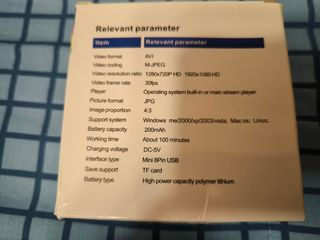 Relevant parameter
Item Relevant parameter
Video format AVI
Video coding M-JPEG
Video resolution ratio 1280x720P HD 1920x1080 HD
Video frame rate 30fps
Player Operating system built-in or main stream player
Picture format JPG
Image proportion 4:3
Support system Windows me/2000/xp/2003/vista; Mac os; Linux;
Battery capacity 200mAh
Working time About 100 minutes
Charging voltage DC-5V
Interface type Mini 8Pin USB
Save support TF card
Battery type High power capacity polymer lithium